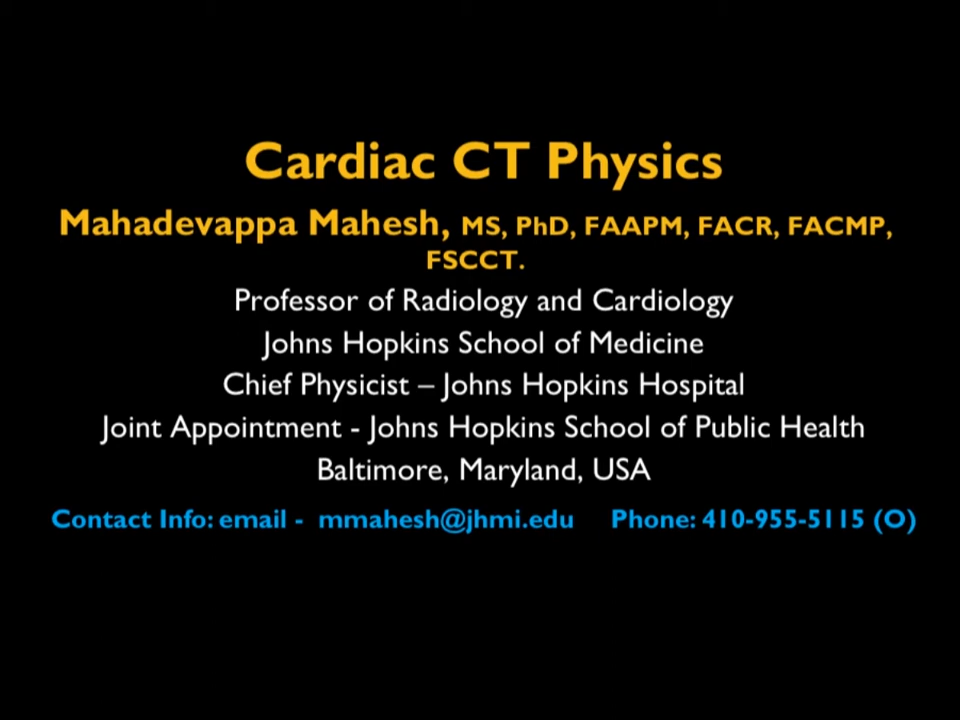 Cardiac CT Physics
Mahadevappa Mahesh, MS, PhD, FAAPM, FACR, FACMP,
FSCCT.
Professor of Radiology and Cardiology
Johns Hopkins School of Medicine
Chief Physicist – Johns Hopkins Hospital
Joint Appointment - Johns Hopkins School of Public Health
Baltimore, Maryland, USA
Contact Info: email - mmahesh@jhmi.edu Phone: 410-955-5115 (O)